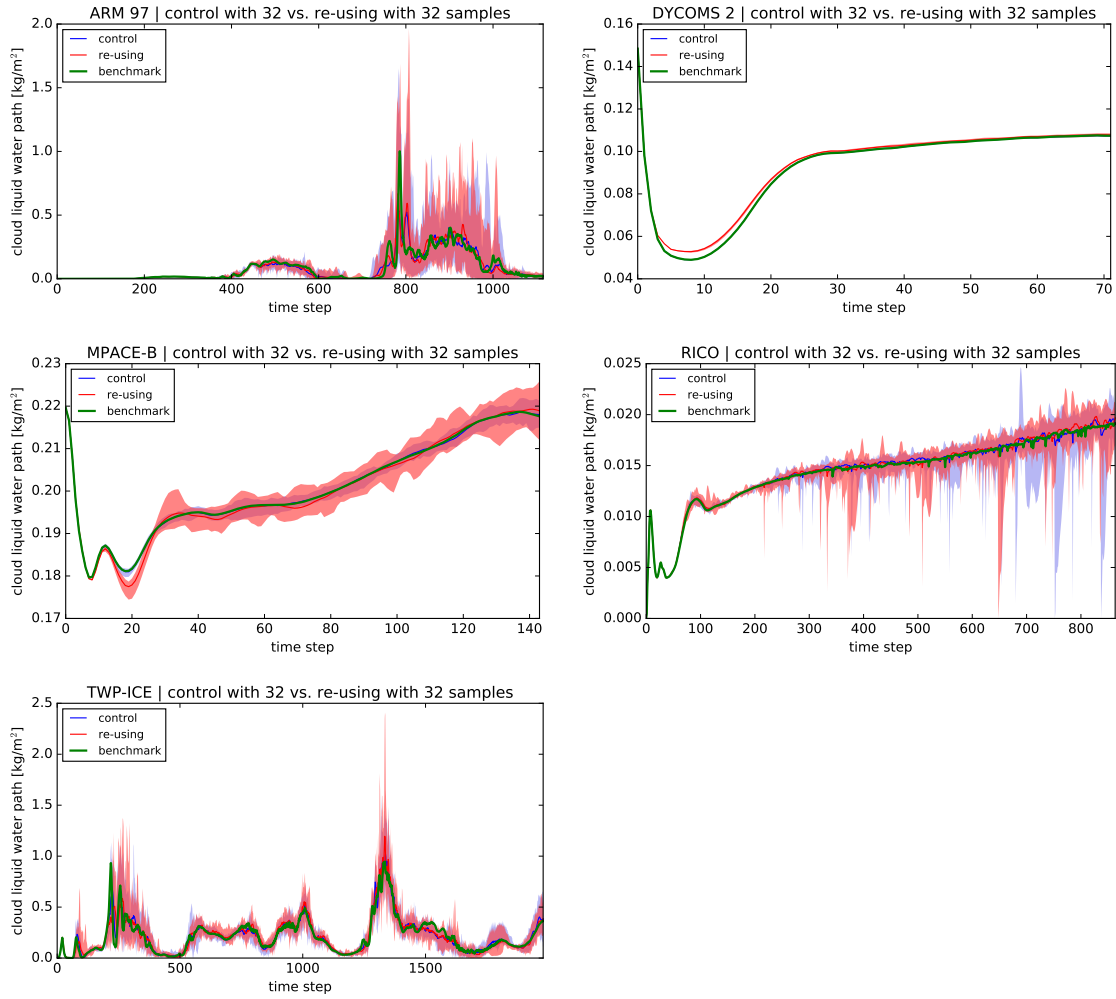 ARM 97 | control with 32 vs. re-using with 32 samples
2.0
1.5
1.0
0.5
0.0
cloud liquid water path [kg/m²]
control
re-using
benchmark
0 200 400 600 800 1000
time step
DYCOMS 2 | control with 32 vs. re-using with 32 samples
0.16
0.14
0.12
0.10
0.08
0.06
0.04
cloud liquid water path [kg/m²]
control
re-using
benchmark
0 10 20 30 40 50 60 70
time step
MPACE-B | control with 32 vs. re-using with 32 samples
0.23
0.22
0.21
0.20
0.19
0.18
0.17
cloud liquid water path [kg/m²]
control
re-using
benchmark
0 20 40 60 80 100 120 140
time step
RICO | control with 32 vs. re-using with 32 samples
0.025
0.020
0.015
0.010
0.005
0.000
cloud liquid water path [kg/m²]
control
re-using
benchmark
0 100 200 300 400 500 600 700 800
time step
TWP-ICE | control with 32 vs. re-using with 32 samples
2.5
2.0
1.5
1.0
0.5
0.0
cloud liquid water path [kg/m²]
control
re-using
benchmark
0 500 1000 1500
time step